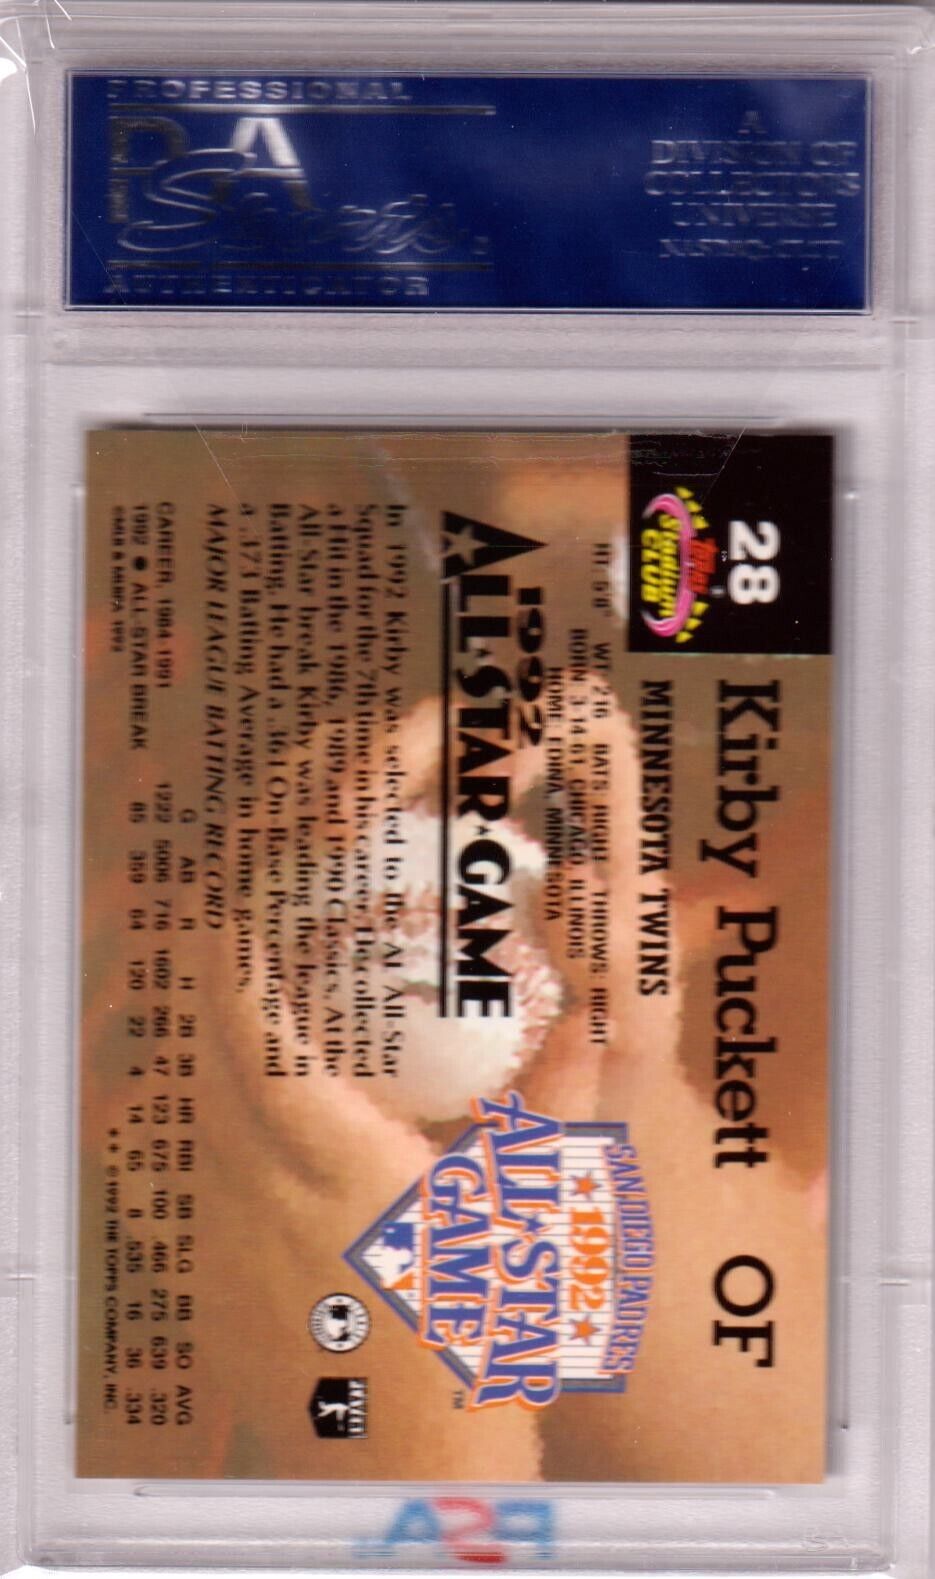 PROFESSIONAL
PSA
Sports
AUTHENTICATOR
A
DIVISION OF
COLLECTORS
UNIVERSE
28
Topps
Stadium
CLUB
Kirby Puckett OF
MINNESOTA TWINS
WT 216 BATS RIGHT THROWS RIGHT
BORN 3-14-61, CHICAGO ILLINOIS
HOME EDINA, MINNESOTA
1992
ALL★STAR★GAME
In 1992 Kirby was selected to the AL All-Star
Squad for the 7th time in his career. He collected
a Hit in the 1986, 1989 and 1990 Classics. At the
All-Star break Kirby was leading the league in
Batting. He had a .361 On-Base Percentage and
a .373 Batting Average in home games.
MAJOR LEAGUE BATTING RECORD
G AB R H 2B 3B HR RBI SB SLG BB SO AVG
CAREER, 1984 1991 1222 5006 716 1602 266 47 123 675 100 .466 275 639 .320
1992 ● ALL-STAR BREAK 85 359 64 120 22 4 14 65 8 .535 16 36 .334
©MLB & MLBPA 1992
** © 1992 THE TOPPS COMPANY, INC.
SAN DIEGO PADRES
★1992★
ALL★STAR
GAME
TM
PSA